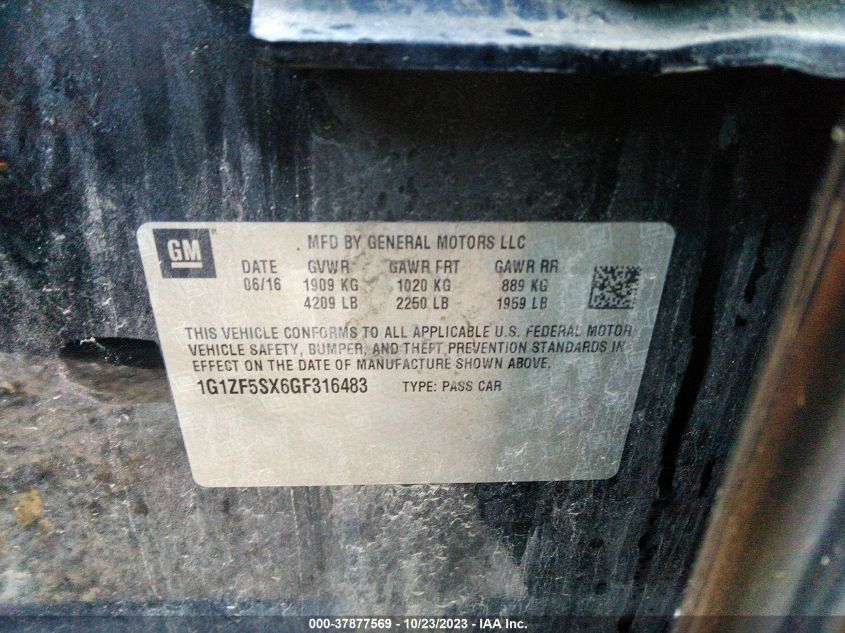 GM
MFD BY GENERAL MOTORS LLC
DATE GVWR GAWR FRT GAWR RR
06/16 1909 KG 1020 KG 889 KG
4209 LB 2250 LB 1959 LB
THIS VEHICLE CONFORMS TO ALL APPLICABLE U.S. FEDERAL MOTOR
VEHICLE SAFETY, BUMPER, AND THEFT PREVENTION STANDARDS IN
EFFECT ON THE DATE OF MANUFACTURE SHOWN ABOVE.
1G1ZF5SX6GF316483 TYPE: PASS CAR
000-37877569 - 10/23/2023 - IAA Inc.